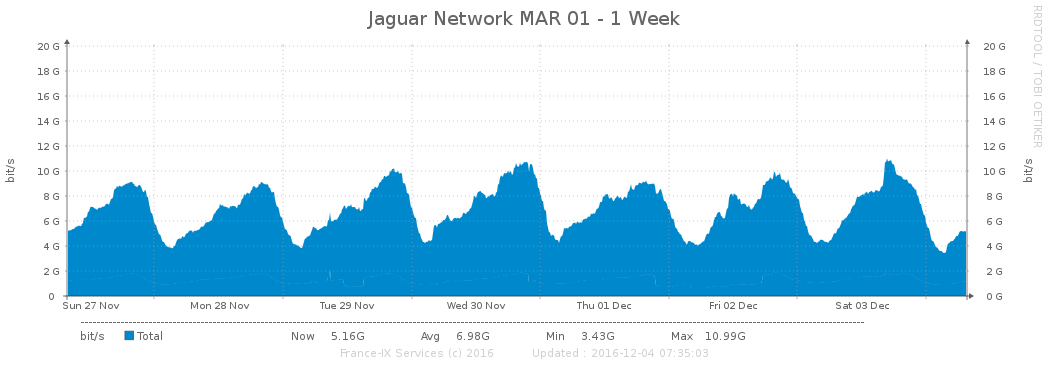 Jaguar Network MAR 01 - 1 Week
RRDTOOL / TOBI OETIKER
bit/s
20 G 20 G
18 G 18 G
16 G 16 G
14 G 14 G
12 G 12 G
10 G 10 G
8 G 8 G
6 G 6 G
4 G 4 G
2 G 2 G
0 0 G
bit/s
Sun 27 Nov Mon 28 Nov Tue 29 Nov Wed 30 Nov Thu 01 Dec Fri 02 Dec Sat 03 Dec
bit/s Total Now 5.16G Avg 6.98G Min 3.43G Max 10.99G
France-IX Services (c) 2016 Updated : 2016-12-04 07:35:03